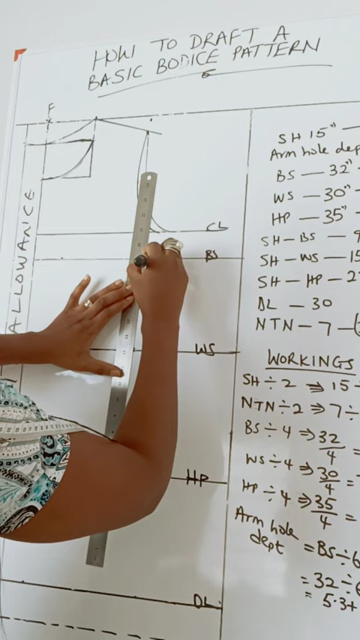 HOW TO DRAFT A
BASIC BODICE PATTERN
F
ALLOWANCE
CL
BS
WS
HP
DL
SH 15"
Arm hole dep
BS — 32"
WS — 30"
HP — 35"
SH — BS —
SH — WS — 15
SH — HP — 2
DL — 30
NTN — 7 —
WORKINGS
SH ÷ 2 ⇒ 15
NTN ÷ 2 ⇒ 7 ÷
BS ÷ 4 ⇒ 32/4 =
WS ÷ 4 ⇒ 30/4 =
HP ÷ 4 ⇒ 35/4 =
Arm hole
dept = BS ÷ 6
= 32 ÷ 6
= 5.3 +